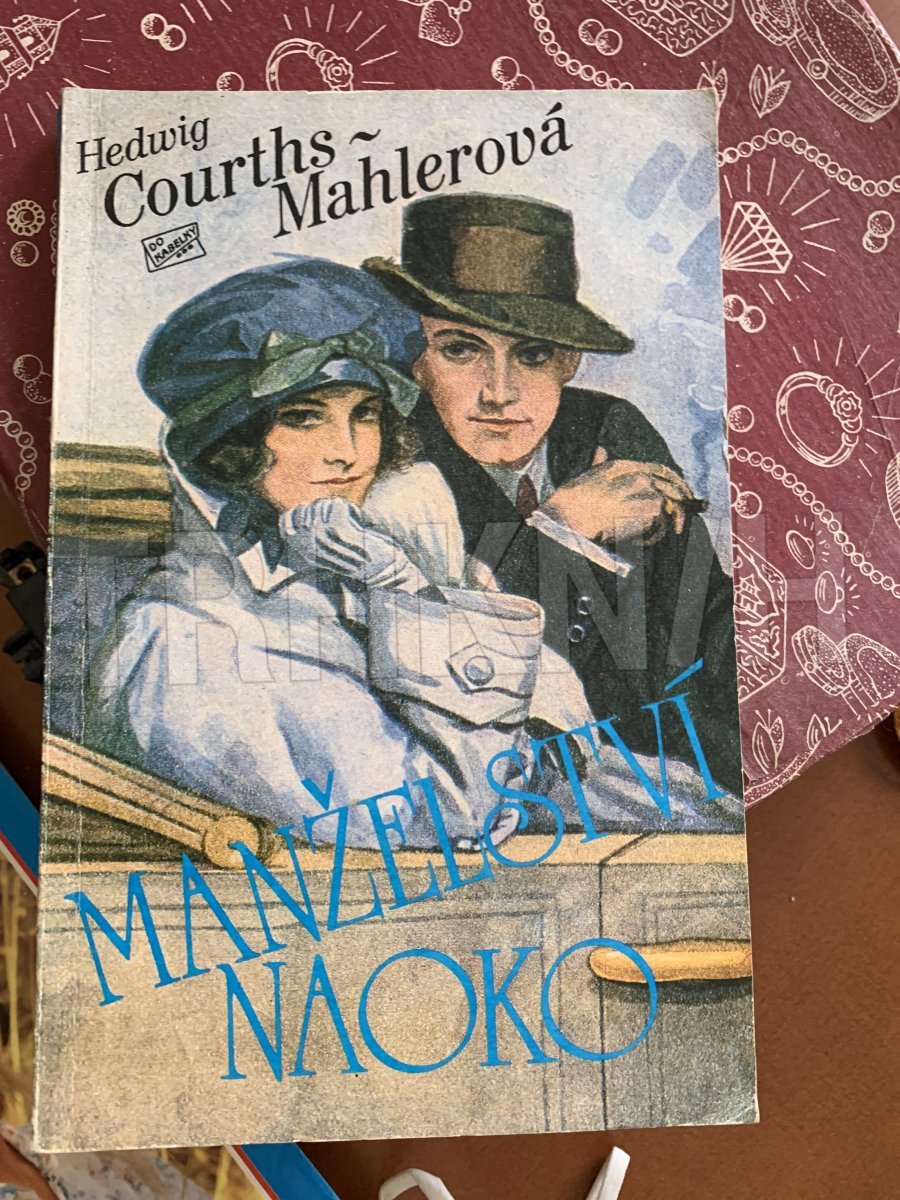 Hedwig
Courths~
Mahlerová
DO
KABELKY
MANŽELSTVÍ
NAOKO